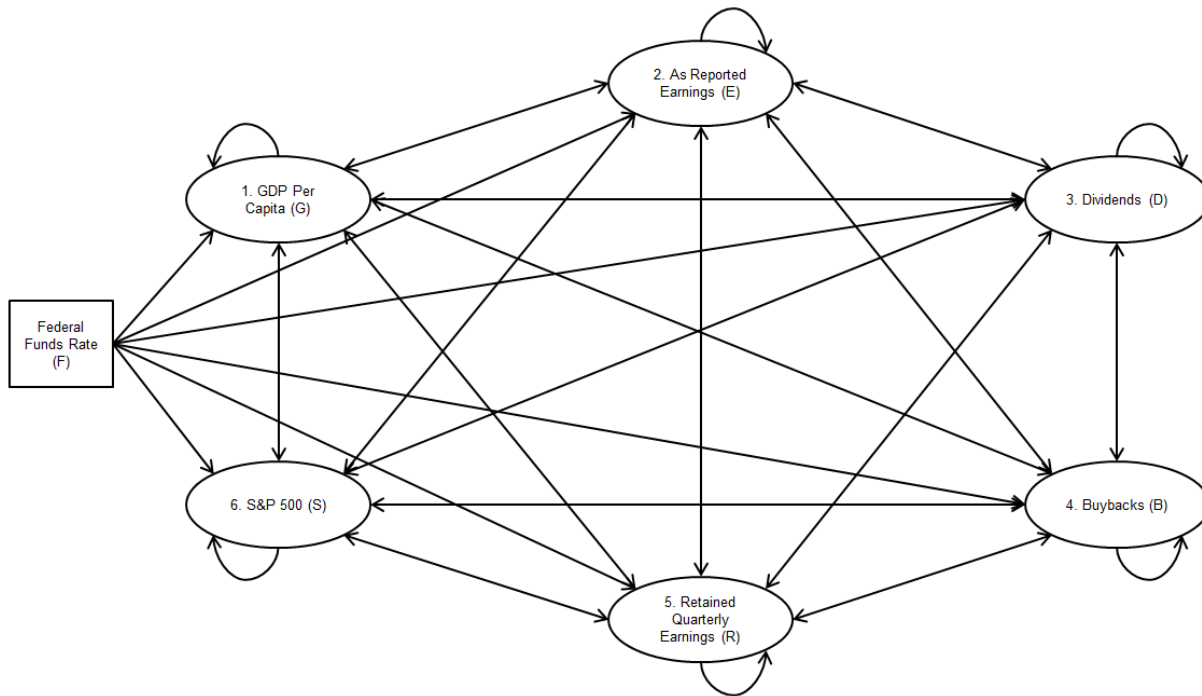 2. As Reported
Earnings (E)
1. GDP Per
Capita (G)
3. Dividends (D)
Federal
Funds Rate
(F)
6. S&P 500 (S)
4. Buybacks (B)
5. Retained
Quarterly
Earnings (R)